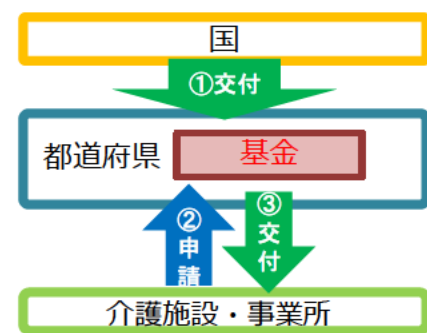 国
①交付
都道府県 基金
②申請
③交付
介護施設・事業所